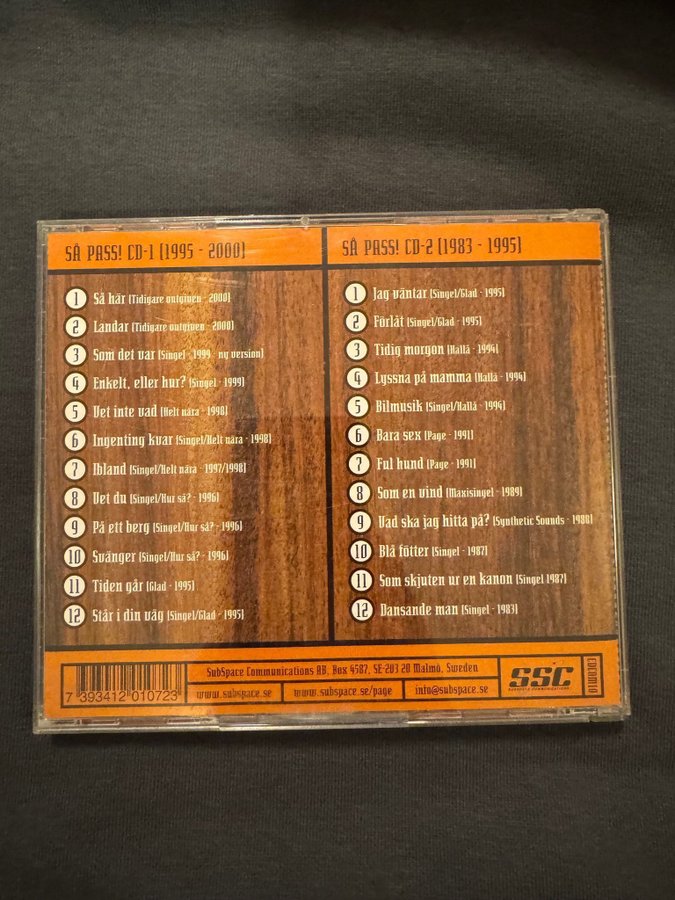 SÅ PASS! CD-1 [1995 - 2000]
1 Så här [Tidigare outgiven - 2000]
2 Landar [Tidigare outgiven - 2000]
3 Som det var [Singel - 1999 - ny version]
4 Enkelt, eller hur? [Singel - 1999]
5 Vet inte vad [Helt nära - 1998]
6 Ingenting kvar [Singel/Helt nära - 1998]
7 Ibland [Singel/Helt nära - 1997/1998]
8 Vet du [Singel/Hur så? - 1996]
9 På ett berg [Singel/Hur så? - 1996]
10 Svänger [Singel/Hur så? - 1996]
11 Tiden går [Glad - 1995]
12 Står i din väg [Singel/Glad - 1995]
SÅ PASS! CD-2 [1983 - 1995]
1 Jag väntar [Singel/Glad - 1995]
2 Förlåt [Singel/Glad - 1995]
3 Tidig morgon [Hallå - 1994]
4 Lyssna på mamma [Hallå - 1994]
5 Bilmusik [Singel/Hallå - 1994]
6 Bara sex [Page - 1991]
7 Ful hund [Page - 1991]
8 Som en vind [Maxisingel - 1989]
9 Vad ska jag hitta på? [Synthetic Sounds - 1988]
10 Blå fötter [Singel - 1987]
11 Som skjuten ur en kanon [Singel 1987]
12 Dansande man [Singel - 1983]
7 393412 010723
SubSpace Communications AB, Box 4587, SE-203 20 Malmö, Sweden
www.subspace.se
www.subspace.se/page
info@subspace.se
SSC
SUBSPACE COMMUNICATIONS